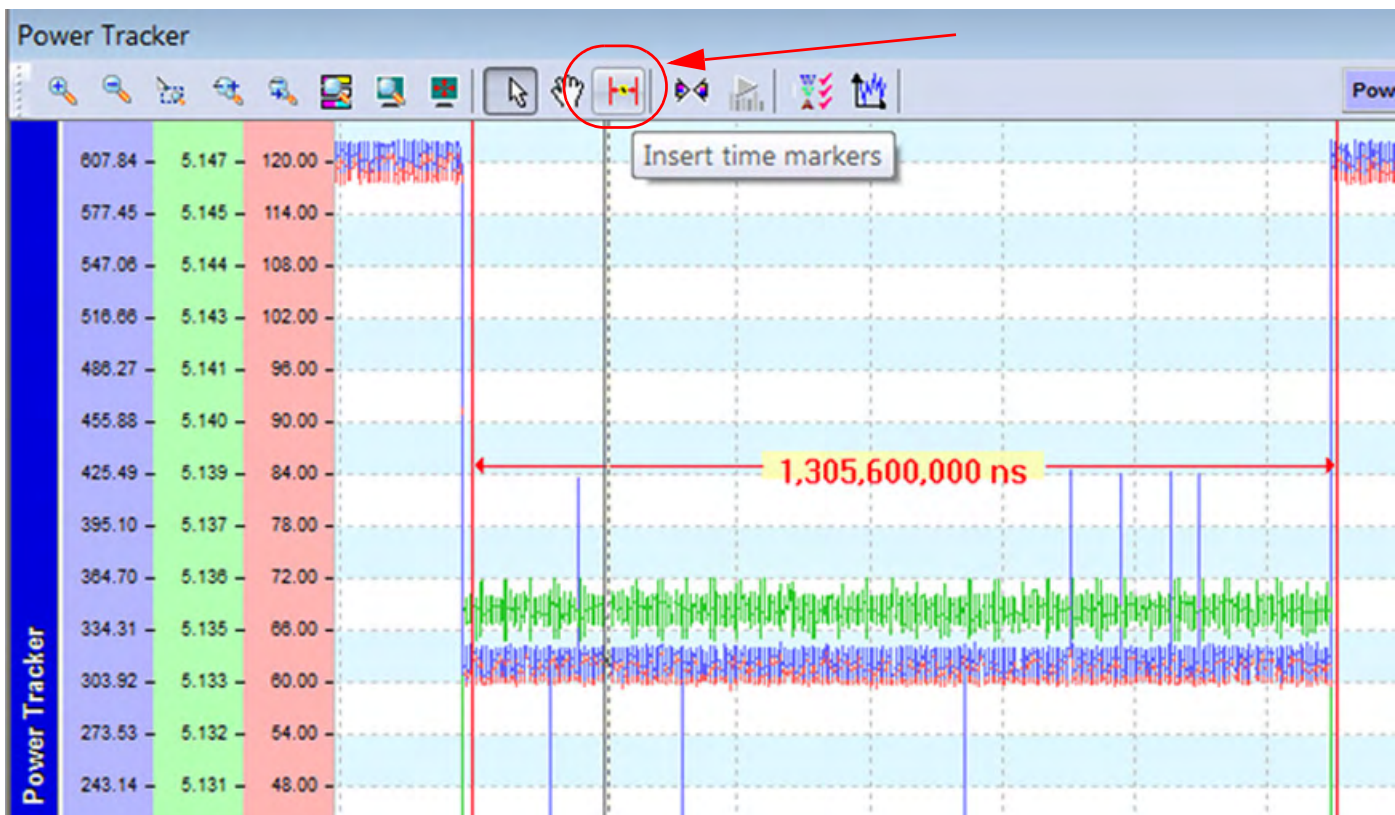 Power Tracker
Pow
Insert time markers
607.84 5.147 120.00
577.45 5.145 114.00
547.06 5.144 108.00
516.66 5.143 102.00
486.27 5.141 96.00
455.88 5.140 90.00
425.49 5.139 84.00
1,305,600,000 ns
395.10 5.137 78.00
364.70 5.136 72.00
334.31 5.135 66.00
303.92 5.133 60.00
273.53 5.132 54.00
243.14 5.131 48.00
Power Tracker